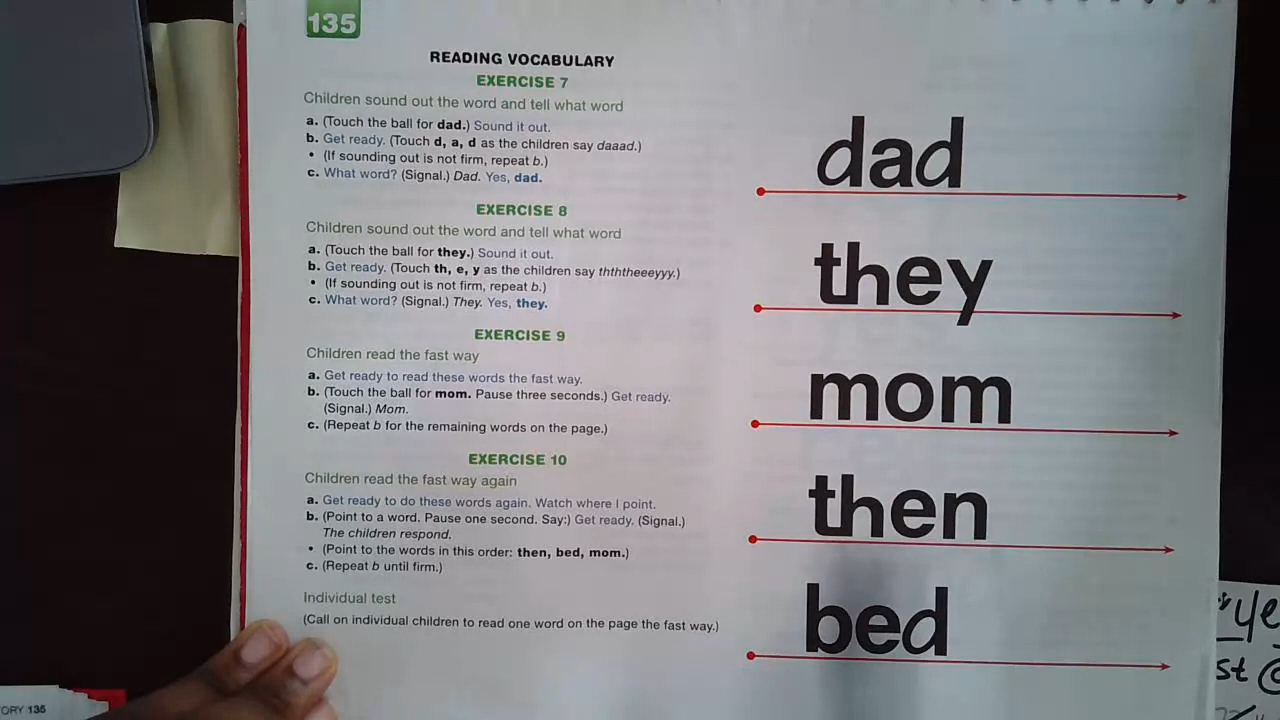 135
READING VOCABULARY
EXERCISE 7
Children sound out the word and tell what word
a. (Touch the ball for dad.) Sound it out.
b. Get ready. (Touch d, a, d as the children say daaad.)
• (If sounding out is not firm, repeat b.)
c. What word? (Signal.) Dad. Yes, dad.
EXERCISE 8
Children sound out the word and tell what word
a. (Touch the ball for they.) Sound it out.
b. Get ready. (Touch th, e, y as the children say thththeeeyyy.)
• (If sounding out is not firm, repeat b.)
c. What word? (Signal.) They. Yes, they.
EXERCISE 9
Children read the fast way
a. Get ready to read these words the fast way.
b. (Touch the ball for mom. Pause three seconds.) Get ready.
(Signal.) Mom.
c. (Repeat b for the remaining words on the page.)
EXERCISE 10
Children read the fast way again
a. Get ready to do these words again. Watch where I point.
b. (Point to a word. Pause one second. Say:) Get ready. (Signal.)
The children respond.
• (Point to the words in this order: then, bed, mom.)
c. (Repeat b until firm.)
Individual test
(Call on individual children to read one word on the page the fast way.)
dad
they
mom
then
bed
ORY 135
st @